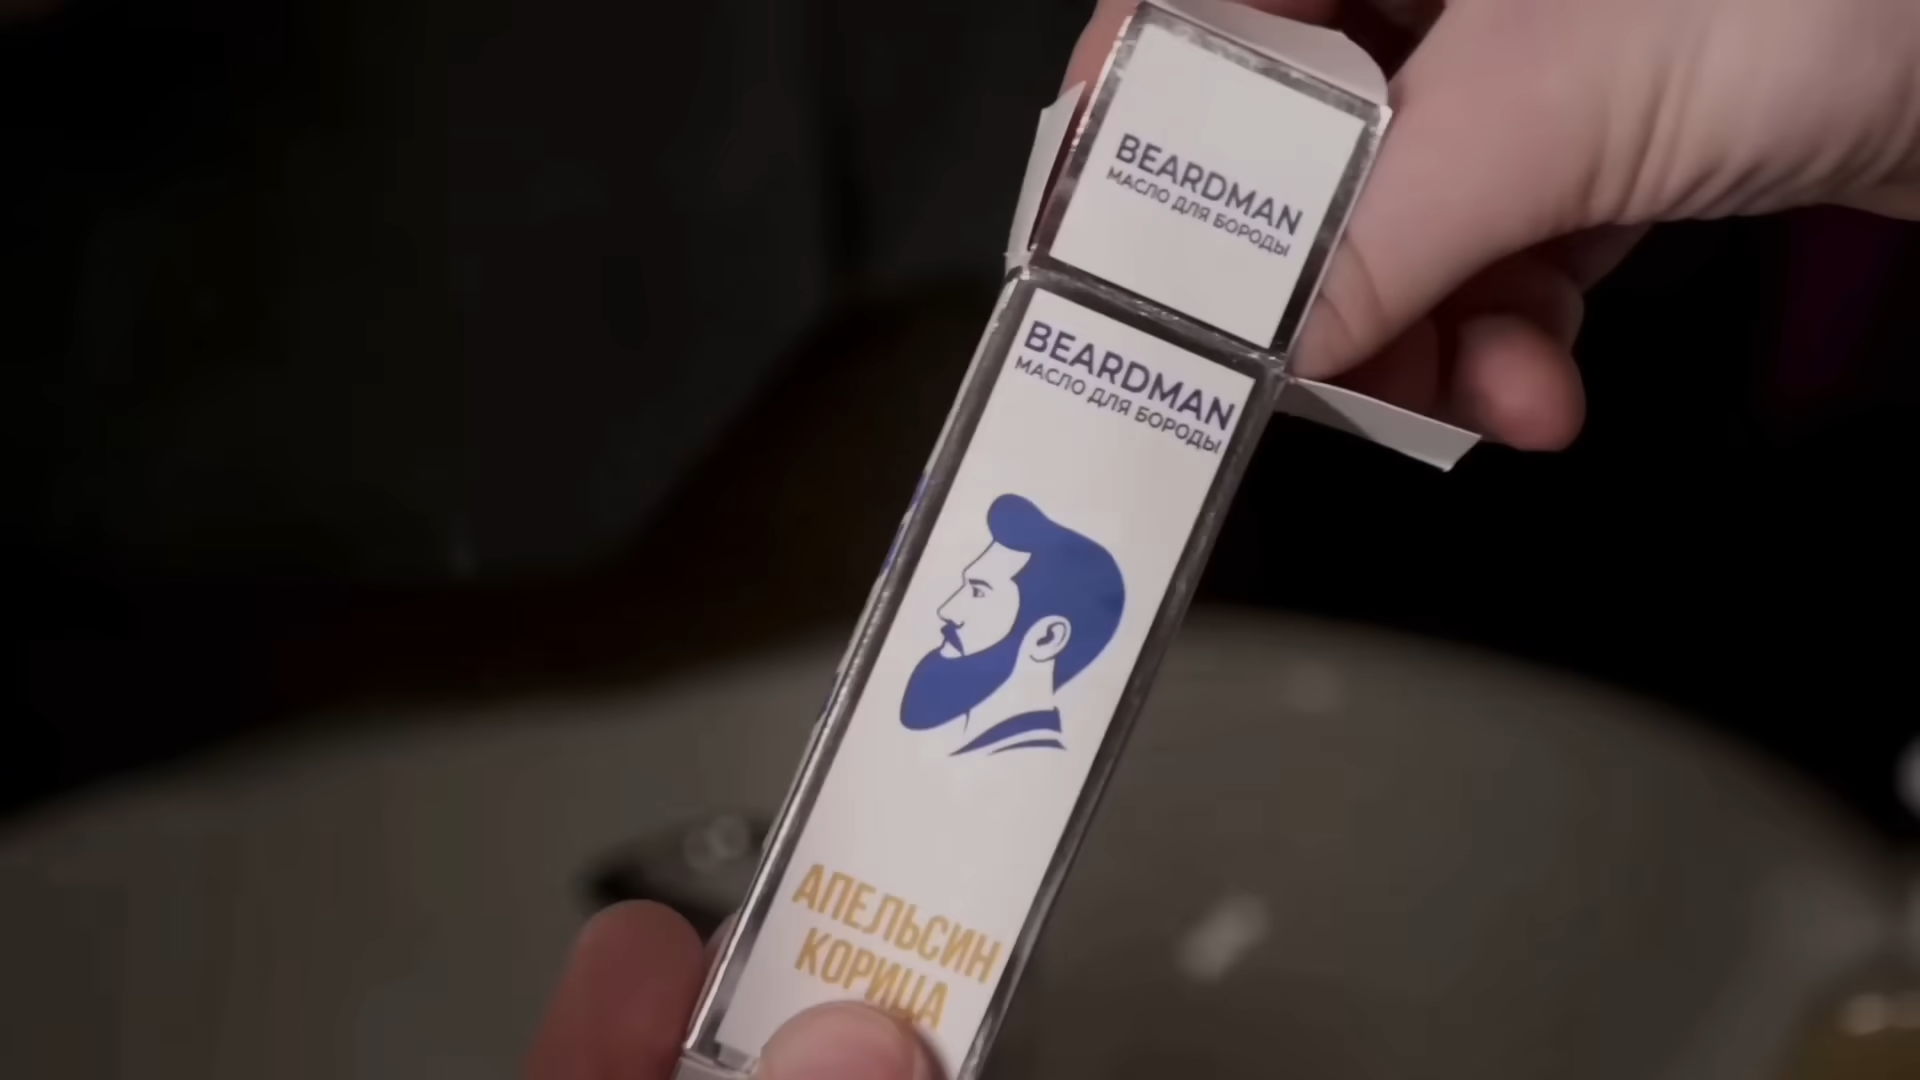 BEARDMAN
МАСЛО ДЛЯ БОРОДЫ
BEARDMAN
МАСЛО ДЛЯ БОРОДЫ
АПЕЛЬСИН
КОРИЦА